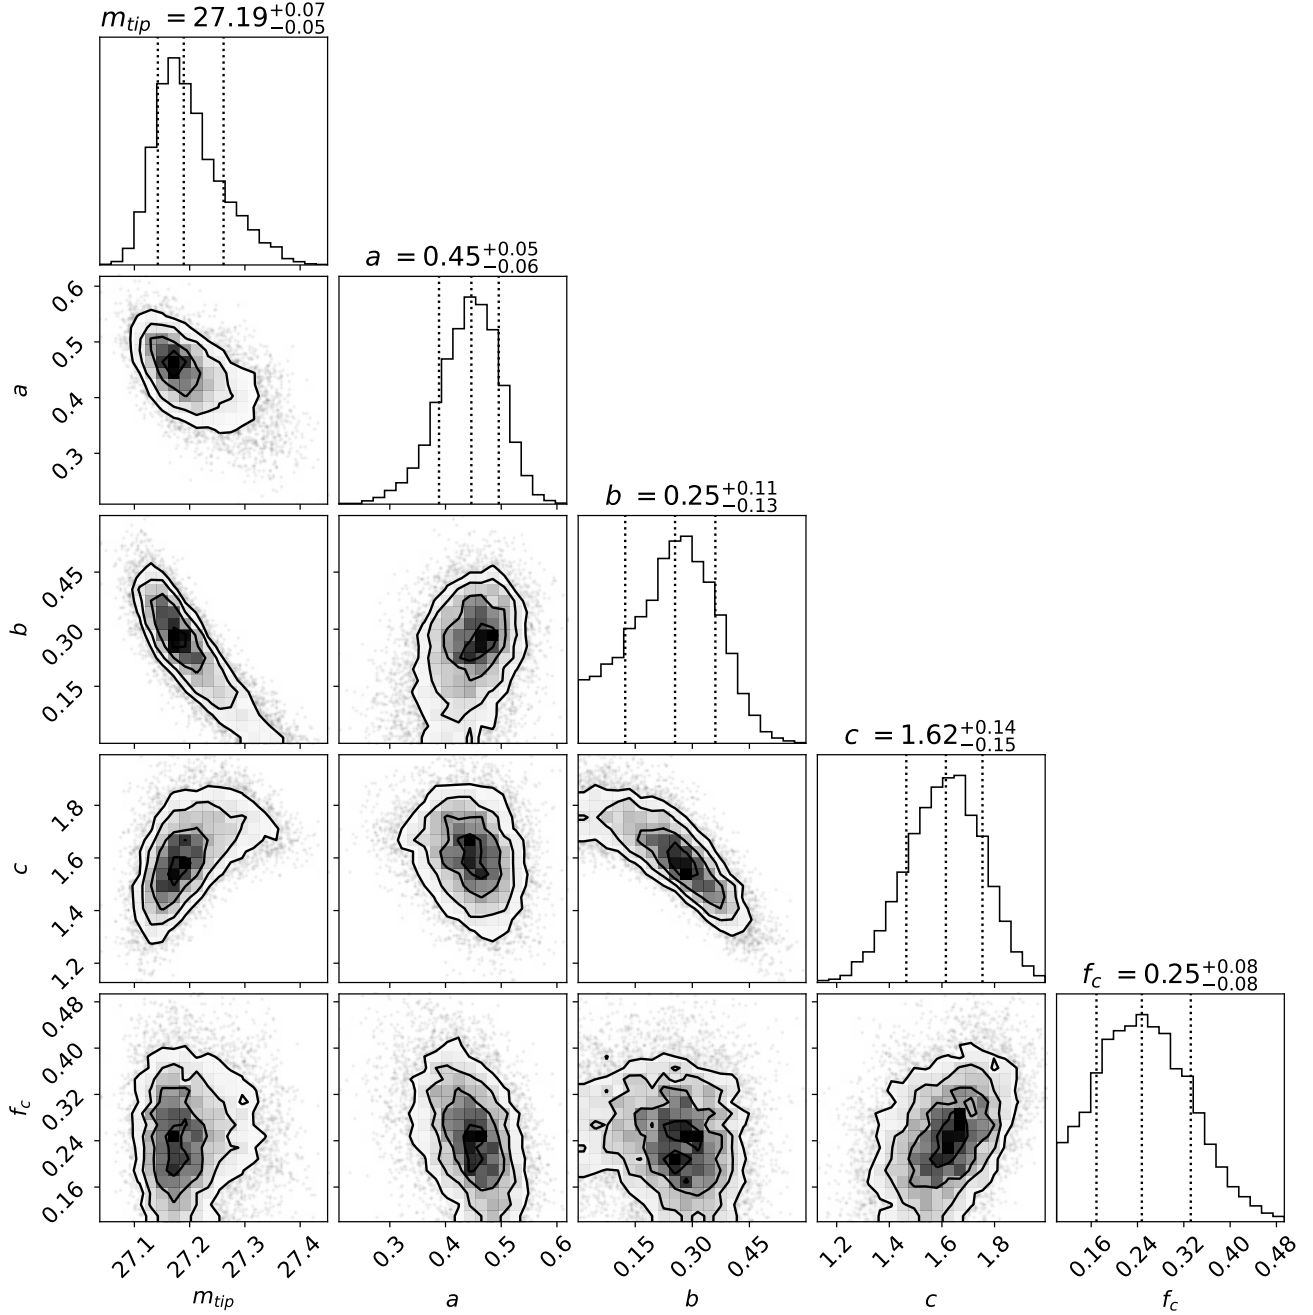 m_tip = 27.19 +0.07 −0.05
a = 0.45 +0.05 −0.06
0.6
0.5
0.4
0.3
a
b = 0.25 +0.11 −0.13
0.45
0.30
0.15
b
c = 1.62 +0.14 −0.15
1.8
1.6
1.4
1.2
c
f_c = 0.25 +0.08 −0.08
0.48
0.40
0.32
0.24
0.16
f_c
27.1 27.2 27.3 27.4 0.3 0.4 0.5 0.6 0.15 0.30 0.45 1.2 1.4 1.6 1.8 0.16 0.24 0.32 0.40 0.48
m_tip a b c f_c